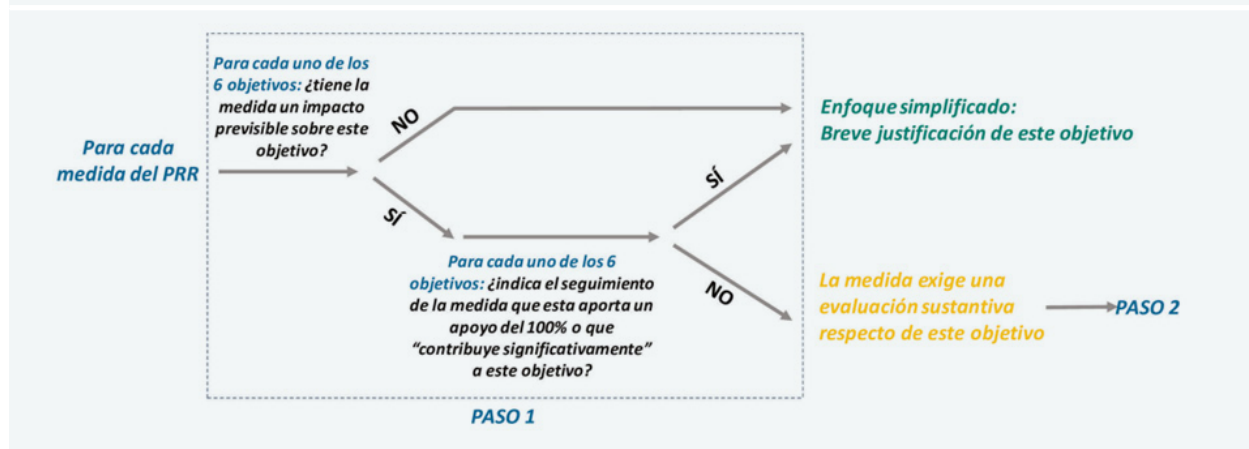 Para cada
medida del PRR
Para cada uno de los
6 objetivos: ¿tiene la
medida un impacto
previsible sobre este
objetivo?
NO
SÍ
Para cada uno de los 6
objetivos: ¿indica el seguimiento
de la medida que esta aporta un
apoyo del 100% o que
“contribuye significativamente”
a este objetivo?
SÍ
NO
Enfoque simplificado:
Breve justificación de este objetivo
La medida exige una
evaluación sustantiva
respecto de este objetivo
PASO 2
PASO 1